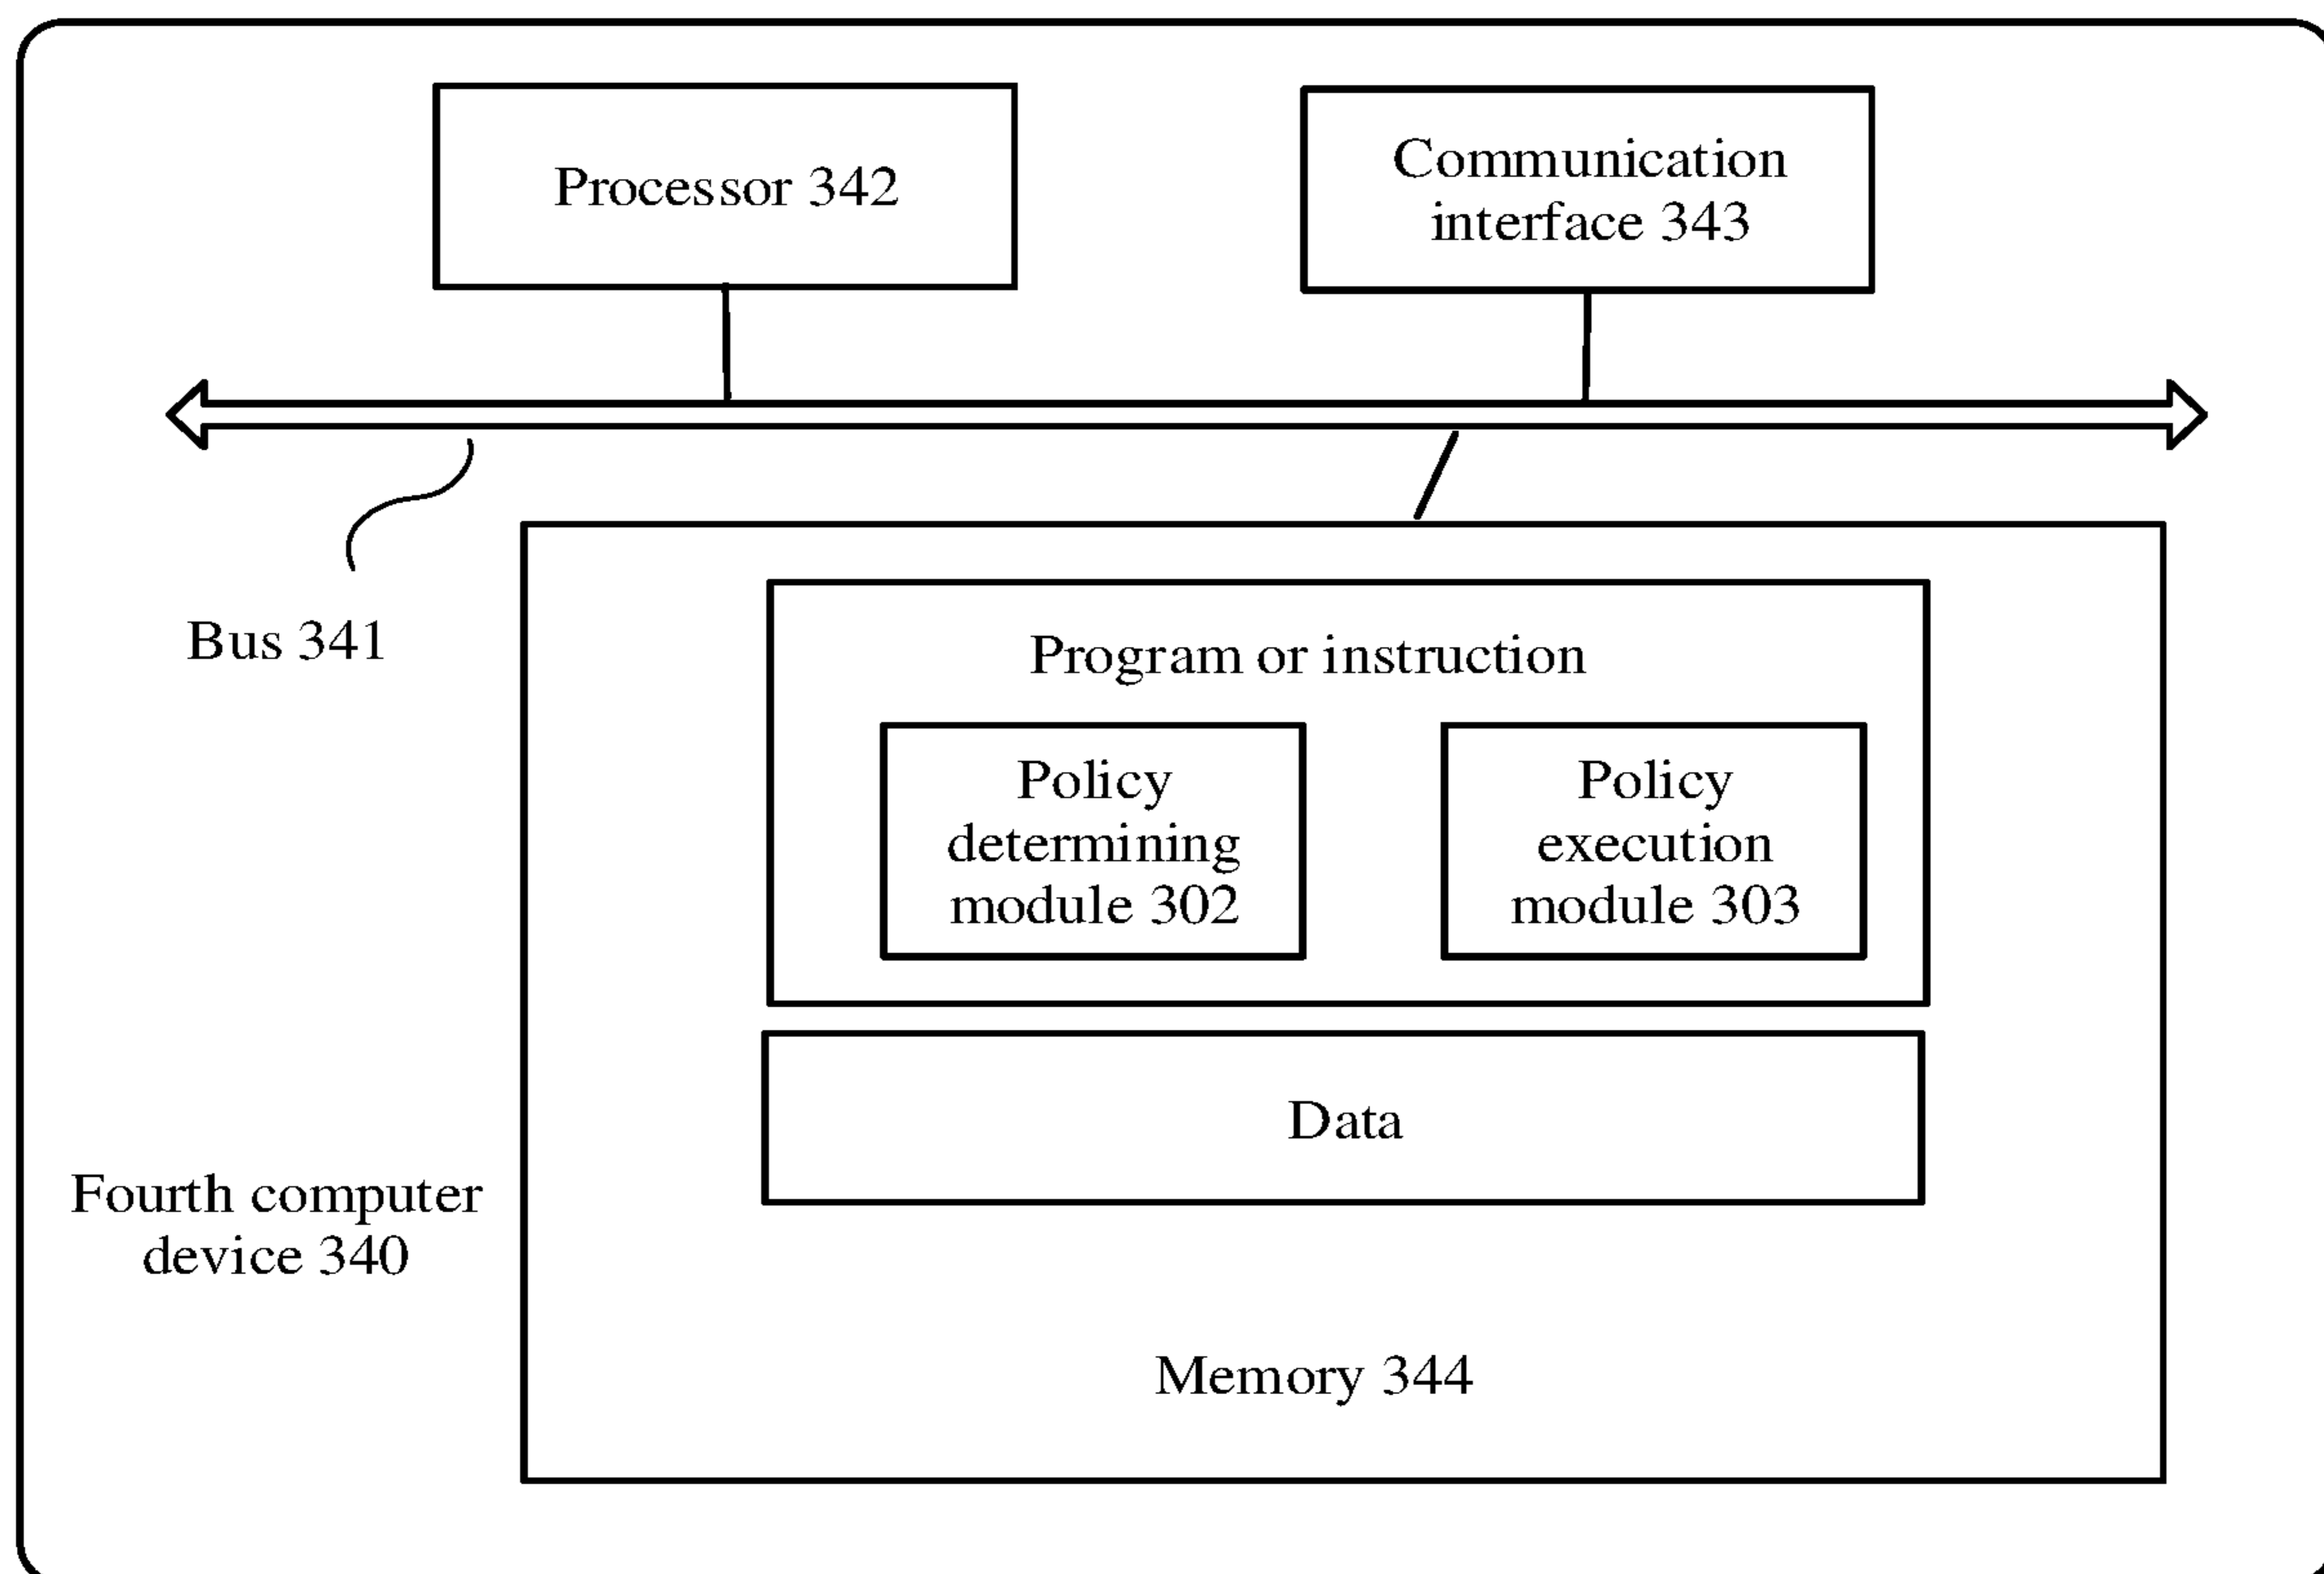 Processor 342
Communication
interface 343
Bus 341
Program or instruction
Policy
determining
module 302
Policy
execution
module 303
Data
Fourth computer
device 340
Memory 344